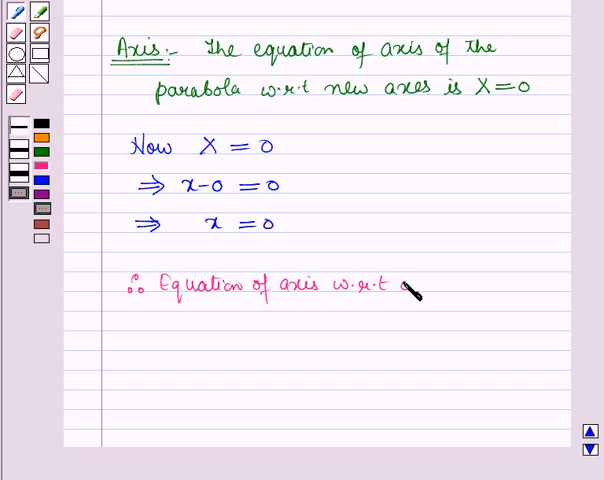 Axis:- The equation of axis of the
parabola w.r.t new axes is X=0
Now X = 0
⇒ x-0 = 0
⇒ x = 0
∴ Equation of axis w.r.t o